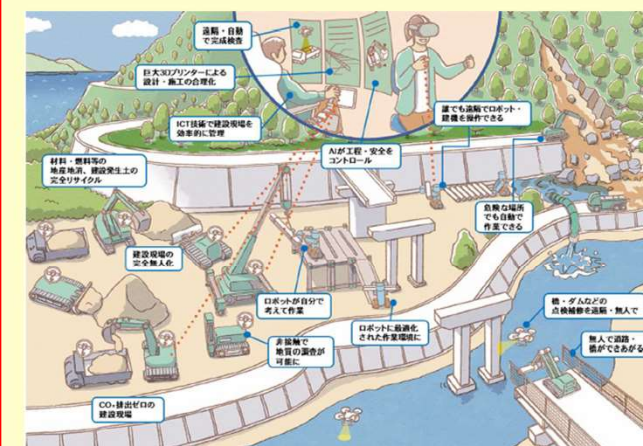 遠隔・自動
で完成検査
巨大3Dプリンターによる
設計・施工の合理化
ICT技術で建設現場を
効率的に管理
AIが工程・安全を
コントロール
誰でも遠隔でロボット・
建機を操作できる
材料・燃料等の
地産地消、建設発生土の
完全リサイクル
危険な場所
でも自動で
作業できる
建設現場の
完全無人化
ロボットが自分で
考えて作業
ロボットに最適化
された作業環境に
橋・ダムなどの
点検補修を遠隔・無人で
非接触で
地質の調査が
可能に
無人で道路・
橋ができあがる
CO₂排出ゼロの
建設現場